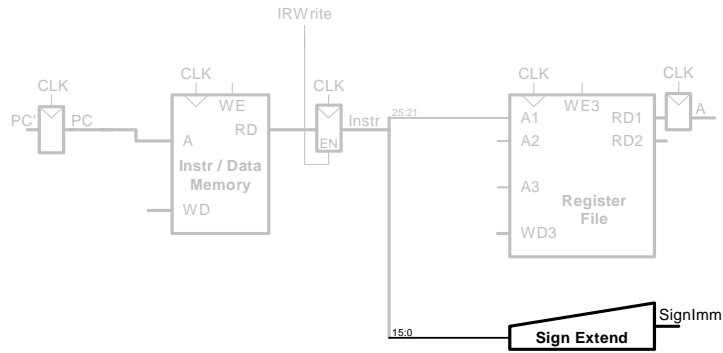 IRWrite
CLK
CLK
CLK
CLK
CLK
PC'
PC
WE
RD
A
EN
Instr
25:21
A1
WE3
RD1
A
A2
RD2
Instr / Data
Memory
A3
Register
File
WD
WD3
SignImm
15:0
Sign Extend